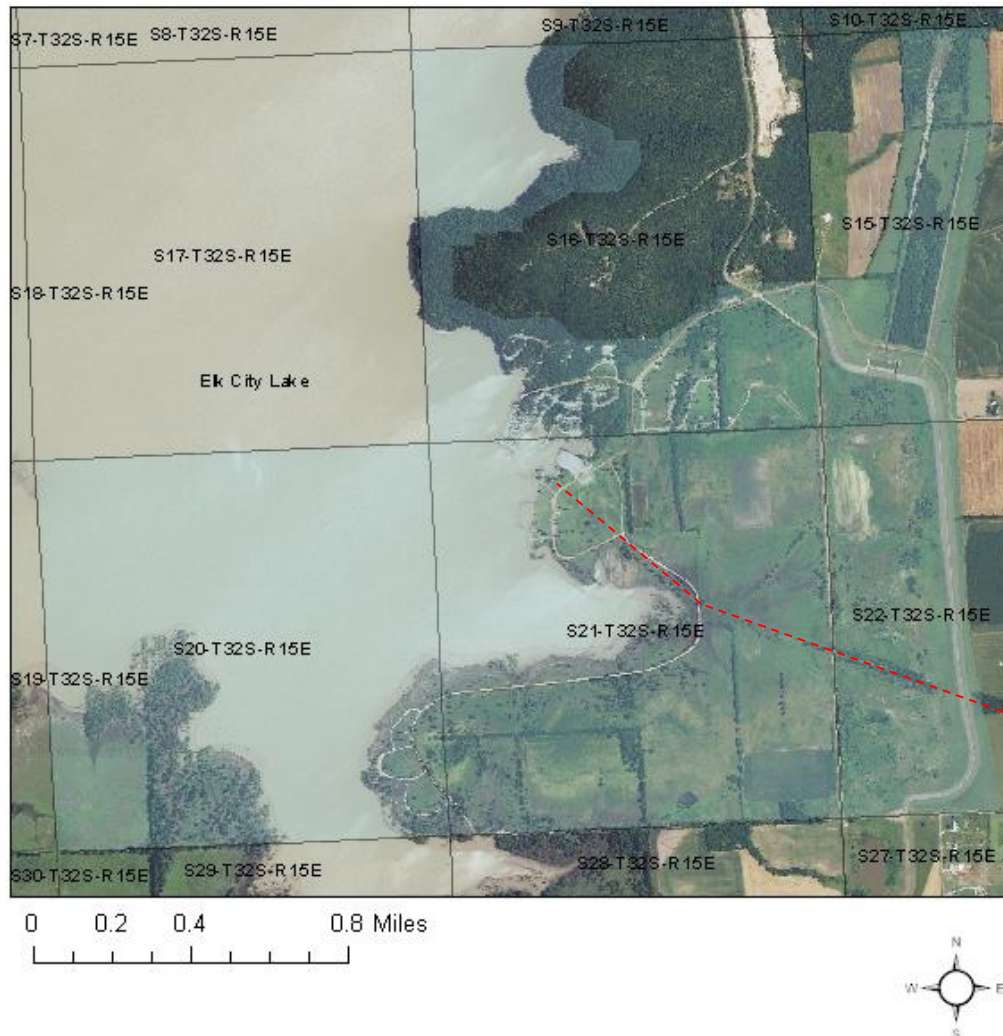 S7-T32S-R15E
S8-T32S-R15E
S9-T32S-R15E
S10-T32S-R15E
S15-T32S-R15E
S16-T32S-R15E
S17-T32S-R15E
S18-T32S-R15E
Elk City Lake
S22-T32S-R15E
S21-T32S-R15E
S20-T32S-R15E
S19-T32S-R15E
S30-T32S-R15E
S29-T32S-R15E
S28-T32S-R15E
S27-T32S-R15E
0 0.2 0.4 0.8 Miles
N
W E
S